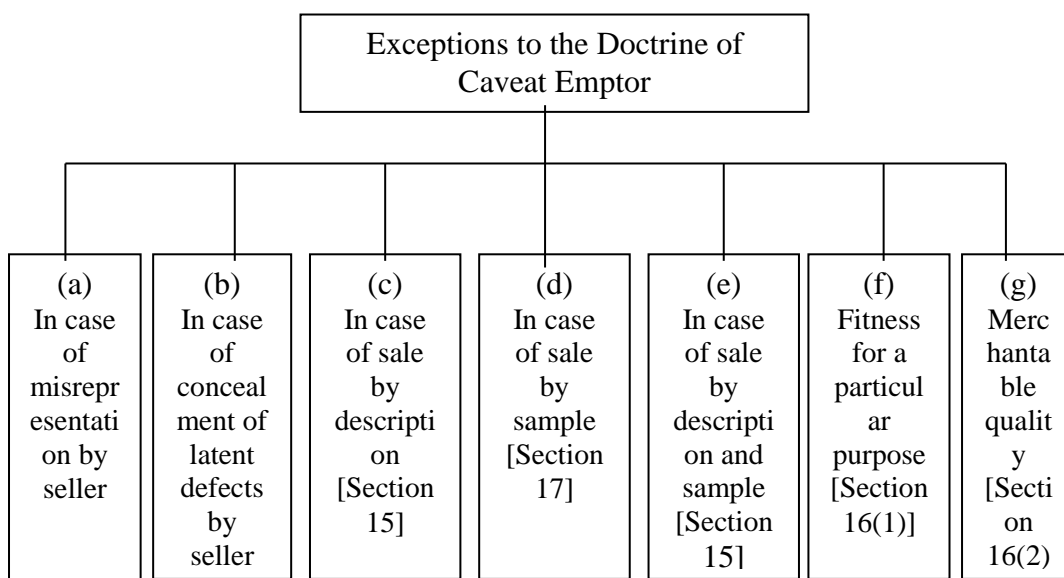 Exceptions to the Doctrine of
Caveat Emptor
(a)
In case
of
misrepr
esentati
on by
seller
(b)
In case
of
conceal
ment of
latent
defects
by
seller
(c)
In case
of sale
by
descripti
on
[Section
15]
(d)
In case
of sale
by
sample
[Section
17]
(e)
In case
of sale
by
descripti
on and
sample
[Section
15]
(f)
Fitness
for a
particul
ar
purpose
[Section
16(1)]
(g)
Merc
hanta
ble
qualit
y
[Secti
on
16(2)